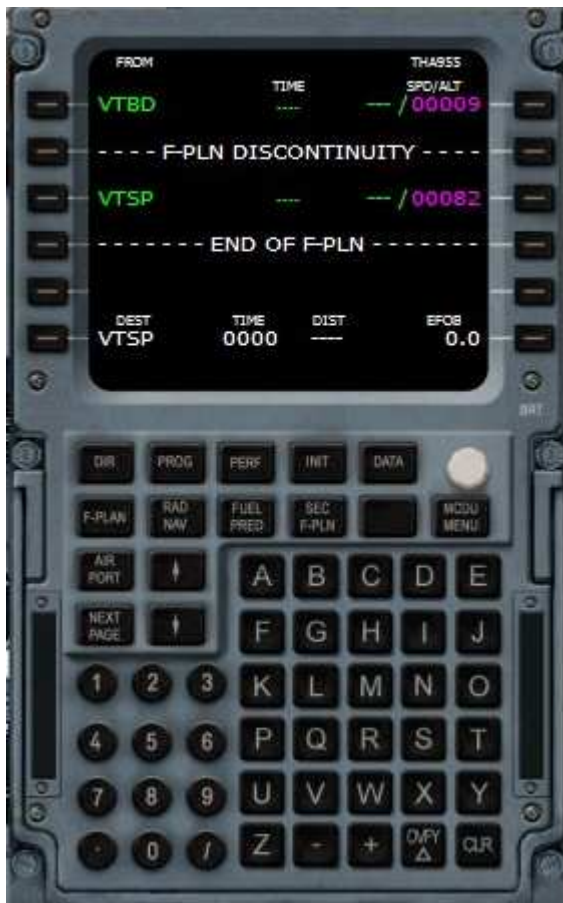 FROM THA955
TIME SPD/ALT
VTBD ---- ---/00009
----F-PLN DISCONTINUITY----
VTSP ---- ---/00082
--------END OF F-PLN-------
DEST TIME DIST EFOB
VTSP 0000 ---- 0.0
BRT
DIR PROG PERF INIT DATA
F-PLAN RAD NAV FUEL PRED SEC F-PLN MCDU MENU
AIR PORT
NEXT PAGE
A B C D E
F G H I J
1 2 3 K L M N O
4 5 6 P Q R S T
7 8 9 U V W X Y
. 0 / Z - + OVFY Δ CLR